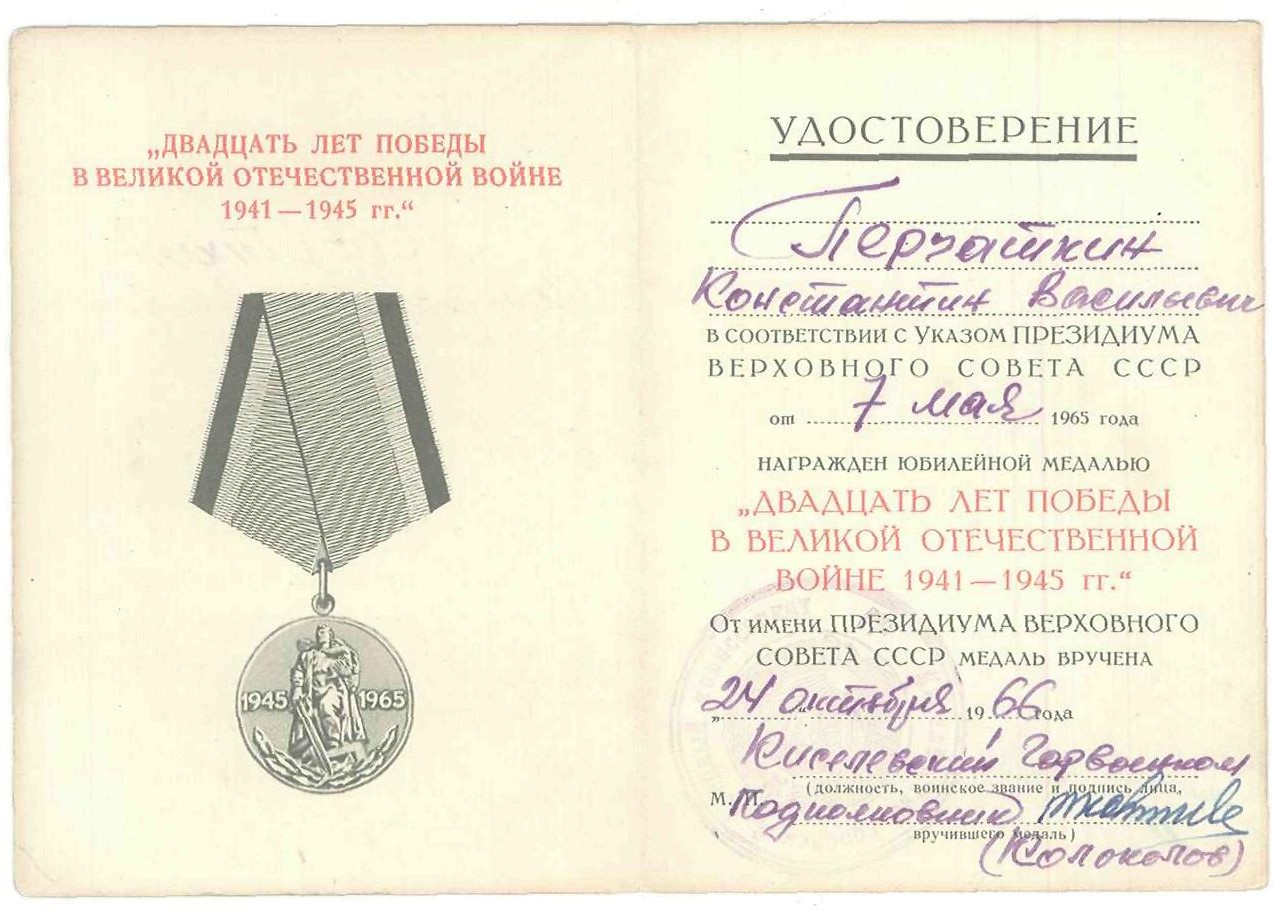 „ДВАДЦАТЬ ЛЕТ ПОБЕДЫ
В ВЕЛИКОЙ ОТЕЧЕСТВЕННОЙ ВОЙНЕ
1941—1945 гг.“
1945 1965
УДОСТОВЕРЕНИЕ
Перчаткин
Константин Васильевич
В СООТВЕТСТВИИ С УКАЗОМ ПРЕЗИДИУМА
ВЕРХОВНОГО СОВЕТА СССР
от 7 мая 1965 года
НАГРАЖДЕН ЮБИЛЕЙНОЙ МЕДАЛЬЮ
„ДВАДЦАТЬ ЛЕТ ПОБЕДЫ
В ВЕЛИКОЙ ОТЕЧЕСТВЕННОЙ
ВОЙНЕ 1941—1945 гг.“
ОТ ИМЕНИ ПРЕЗИДИУМА ВЕРХОВНОГО
СОВЕТА СССР МЕДАЛЬ ВРУЧЕНА
„24 октября 1966 года
Киселевский Горвоенком
(должность, воинское звание и подпись лица,
М. П. Подполковник
вручившего медаль)
(Колоколов)